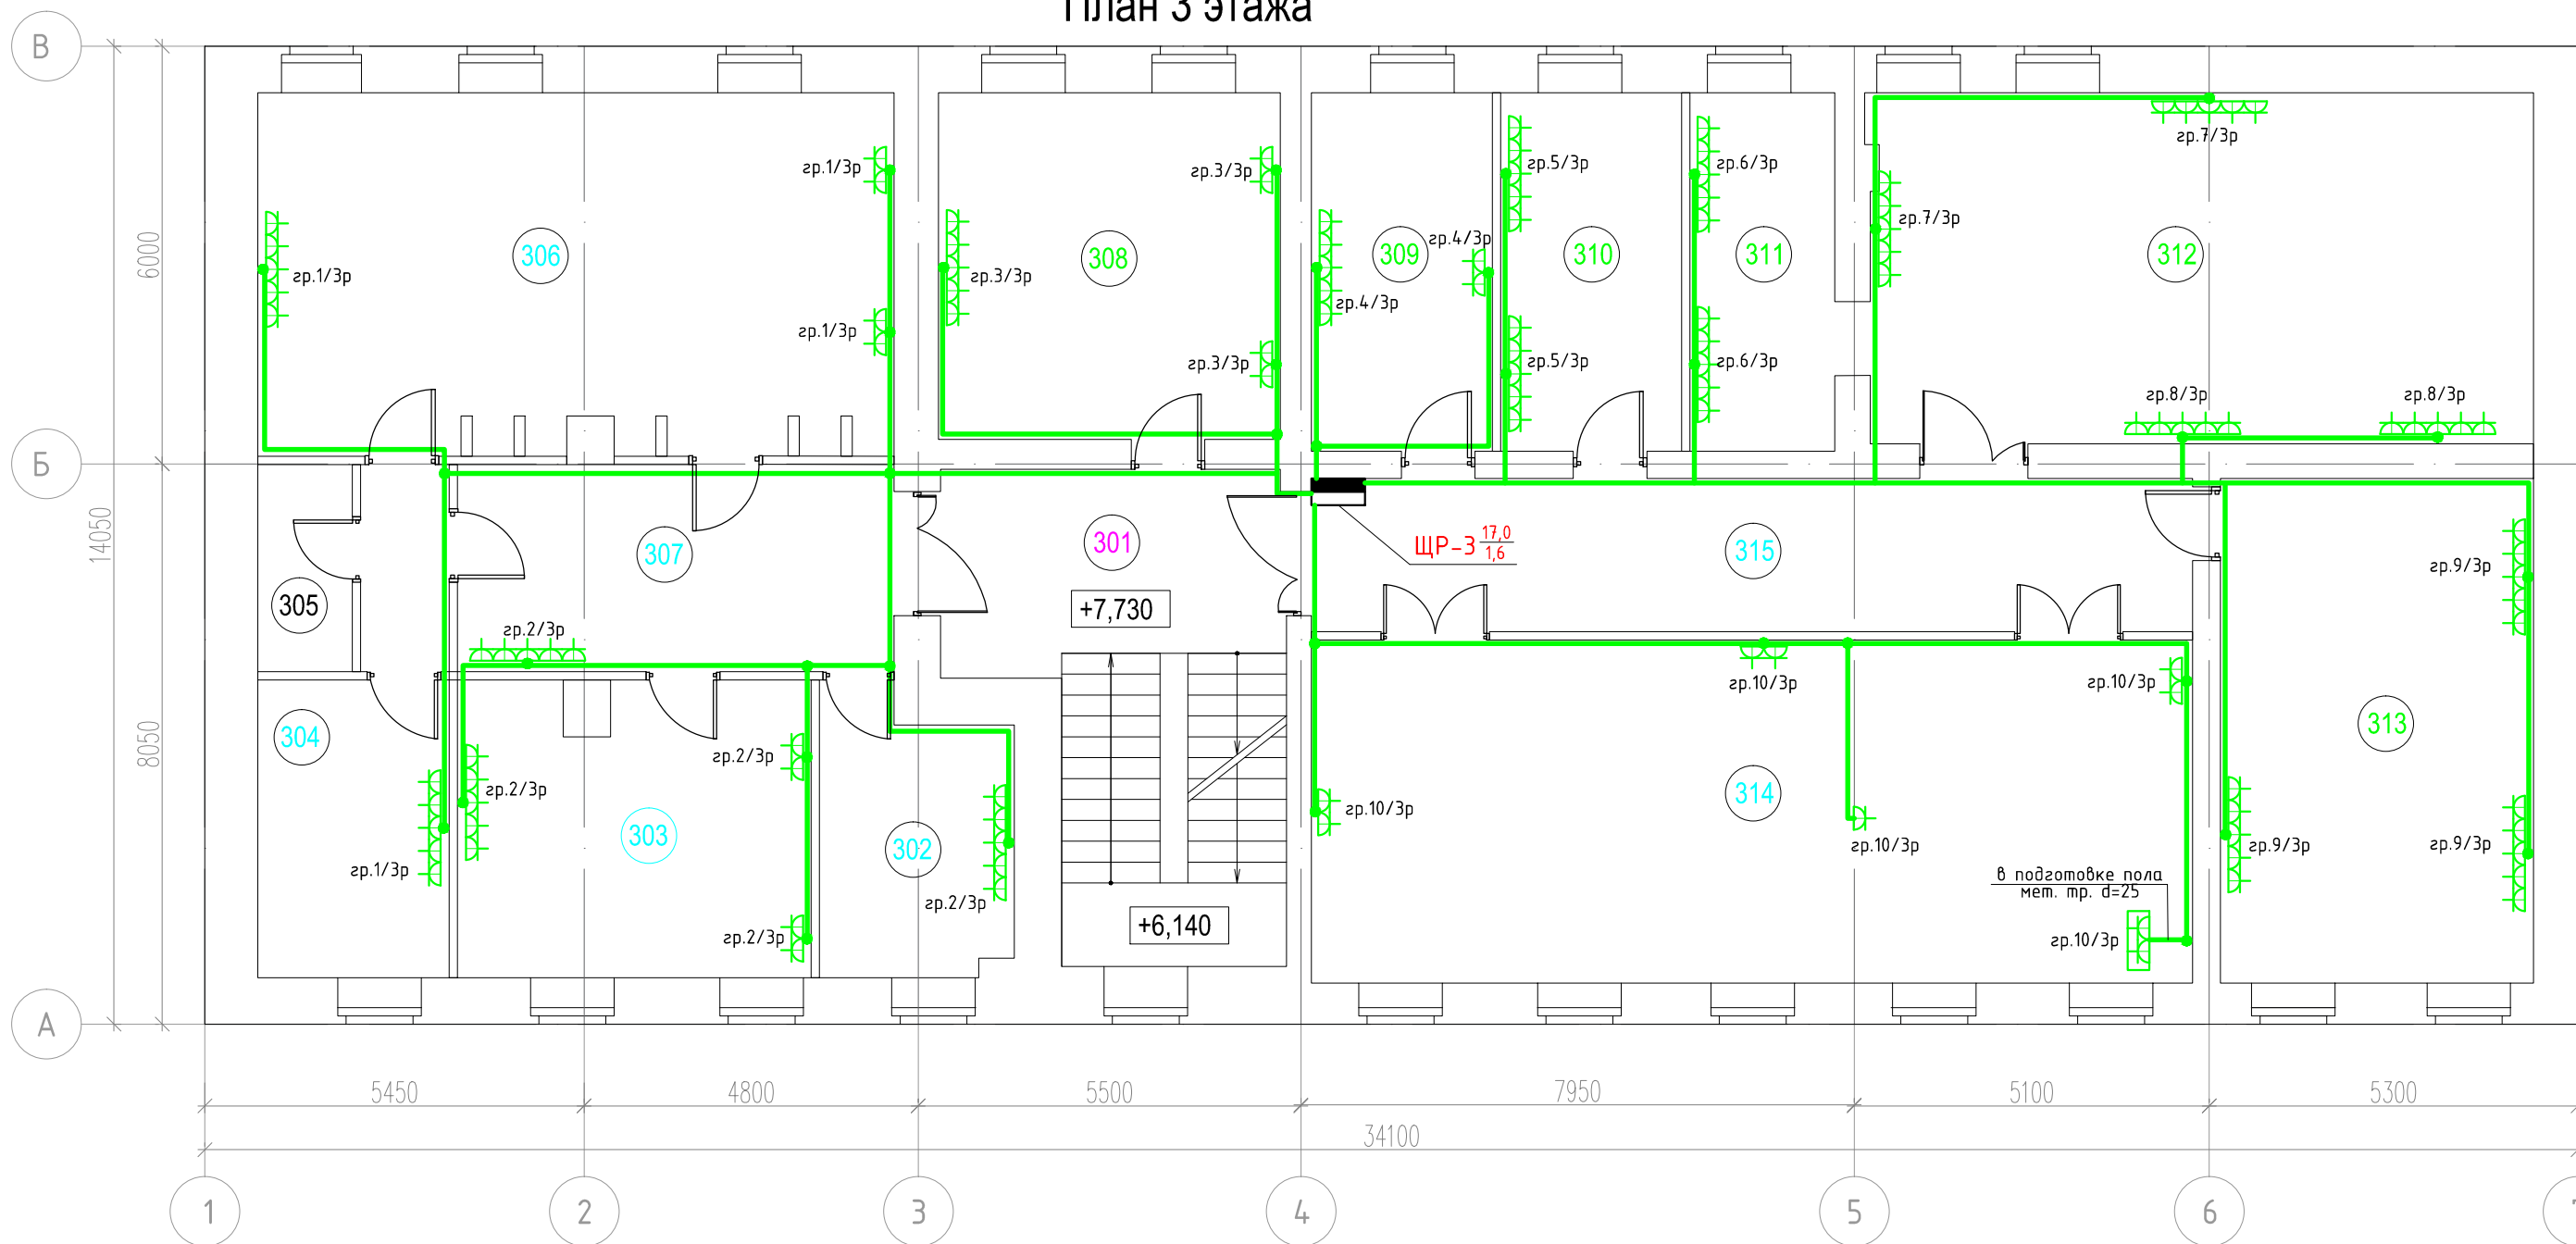 План 3 этажа
В
гр.7/3р
гр.1/3р
гр.3/3р
гр.5/3р
гр.6/3р
гр.7/3р
6000
306
308
309
гр.4/3р
310
311
312
гр.1/3р
гр.3/3р
гр.4/3р
гр.1/3р
гр.3/3р
гр.5/3р
гр.6/3р
гр.8/3р
гр.8/3р
Б
14050
307
301
ЩР-3 17,0
1,6
315
гр.9/3р
305
+7,730
гр.2/3р
304
гр.10/3р
гр.10/3р
313
8050
гр.2/3р
гр.2/3р
314
гр.10/3р
303
302
гр.10/3р
гр.9/3р
гр.9/3р
гр.1/3р
в подготовке пола
мет. тр. d=25
гр.2/3р
+6,140
гр.2/3р
гр.10/3р
А
5450
4800
5500
7950
5100
5300
34100
1
2
3
4
5
6